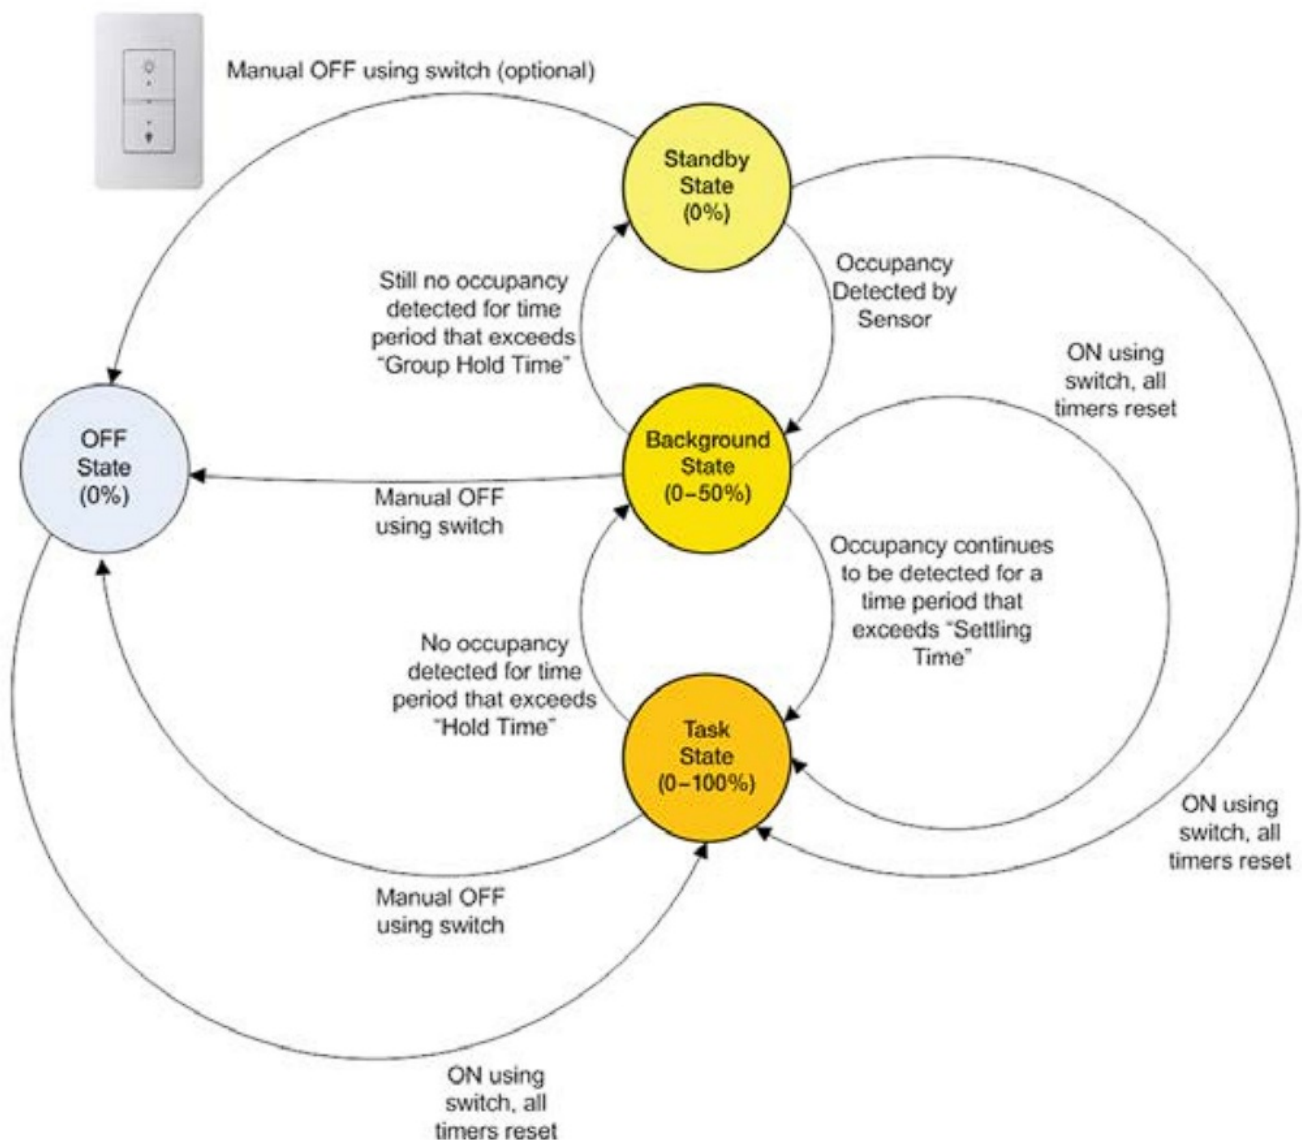 Manual OFF using switch (optional)
Standby
State
(0%)
Still no occupancy
detected for time
period that exceeds
“Group Hold Time”
Occupancy
Detected by
Sensor
ON using
switch, all
timers reset
OFF
State
(0%)
Background
State
(0–50%)
Manual OFF
using switch
Occupancy continues
to be detected for a
time period that
exceeds “Settling
Time”
No occupancy
detected for time
period that exceeds
“Hold Time”
Task
State
(0–100%)
ON using
switch, all
timers reset
Manual OFF
using switch
ON using
switch, all
timers reset